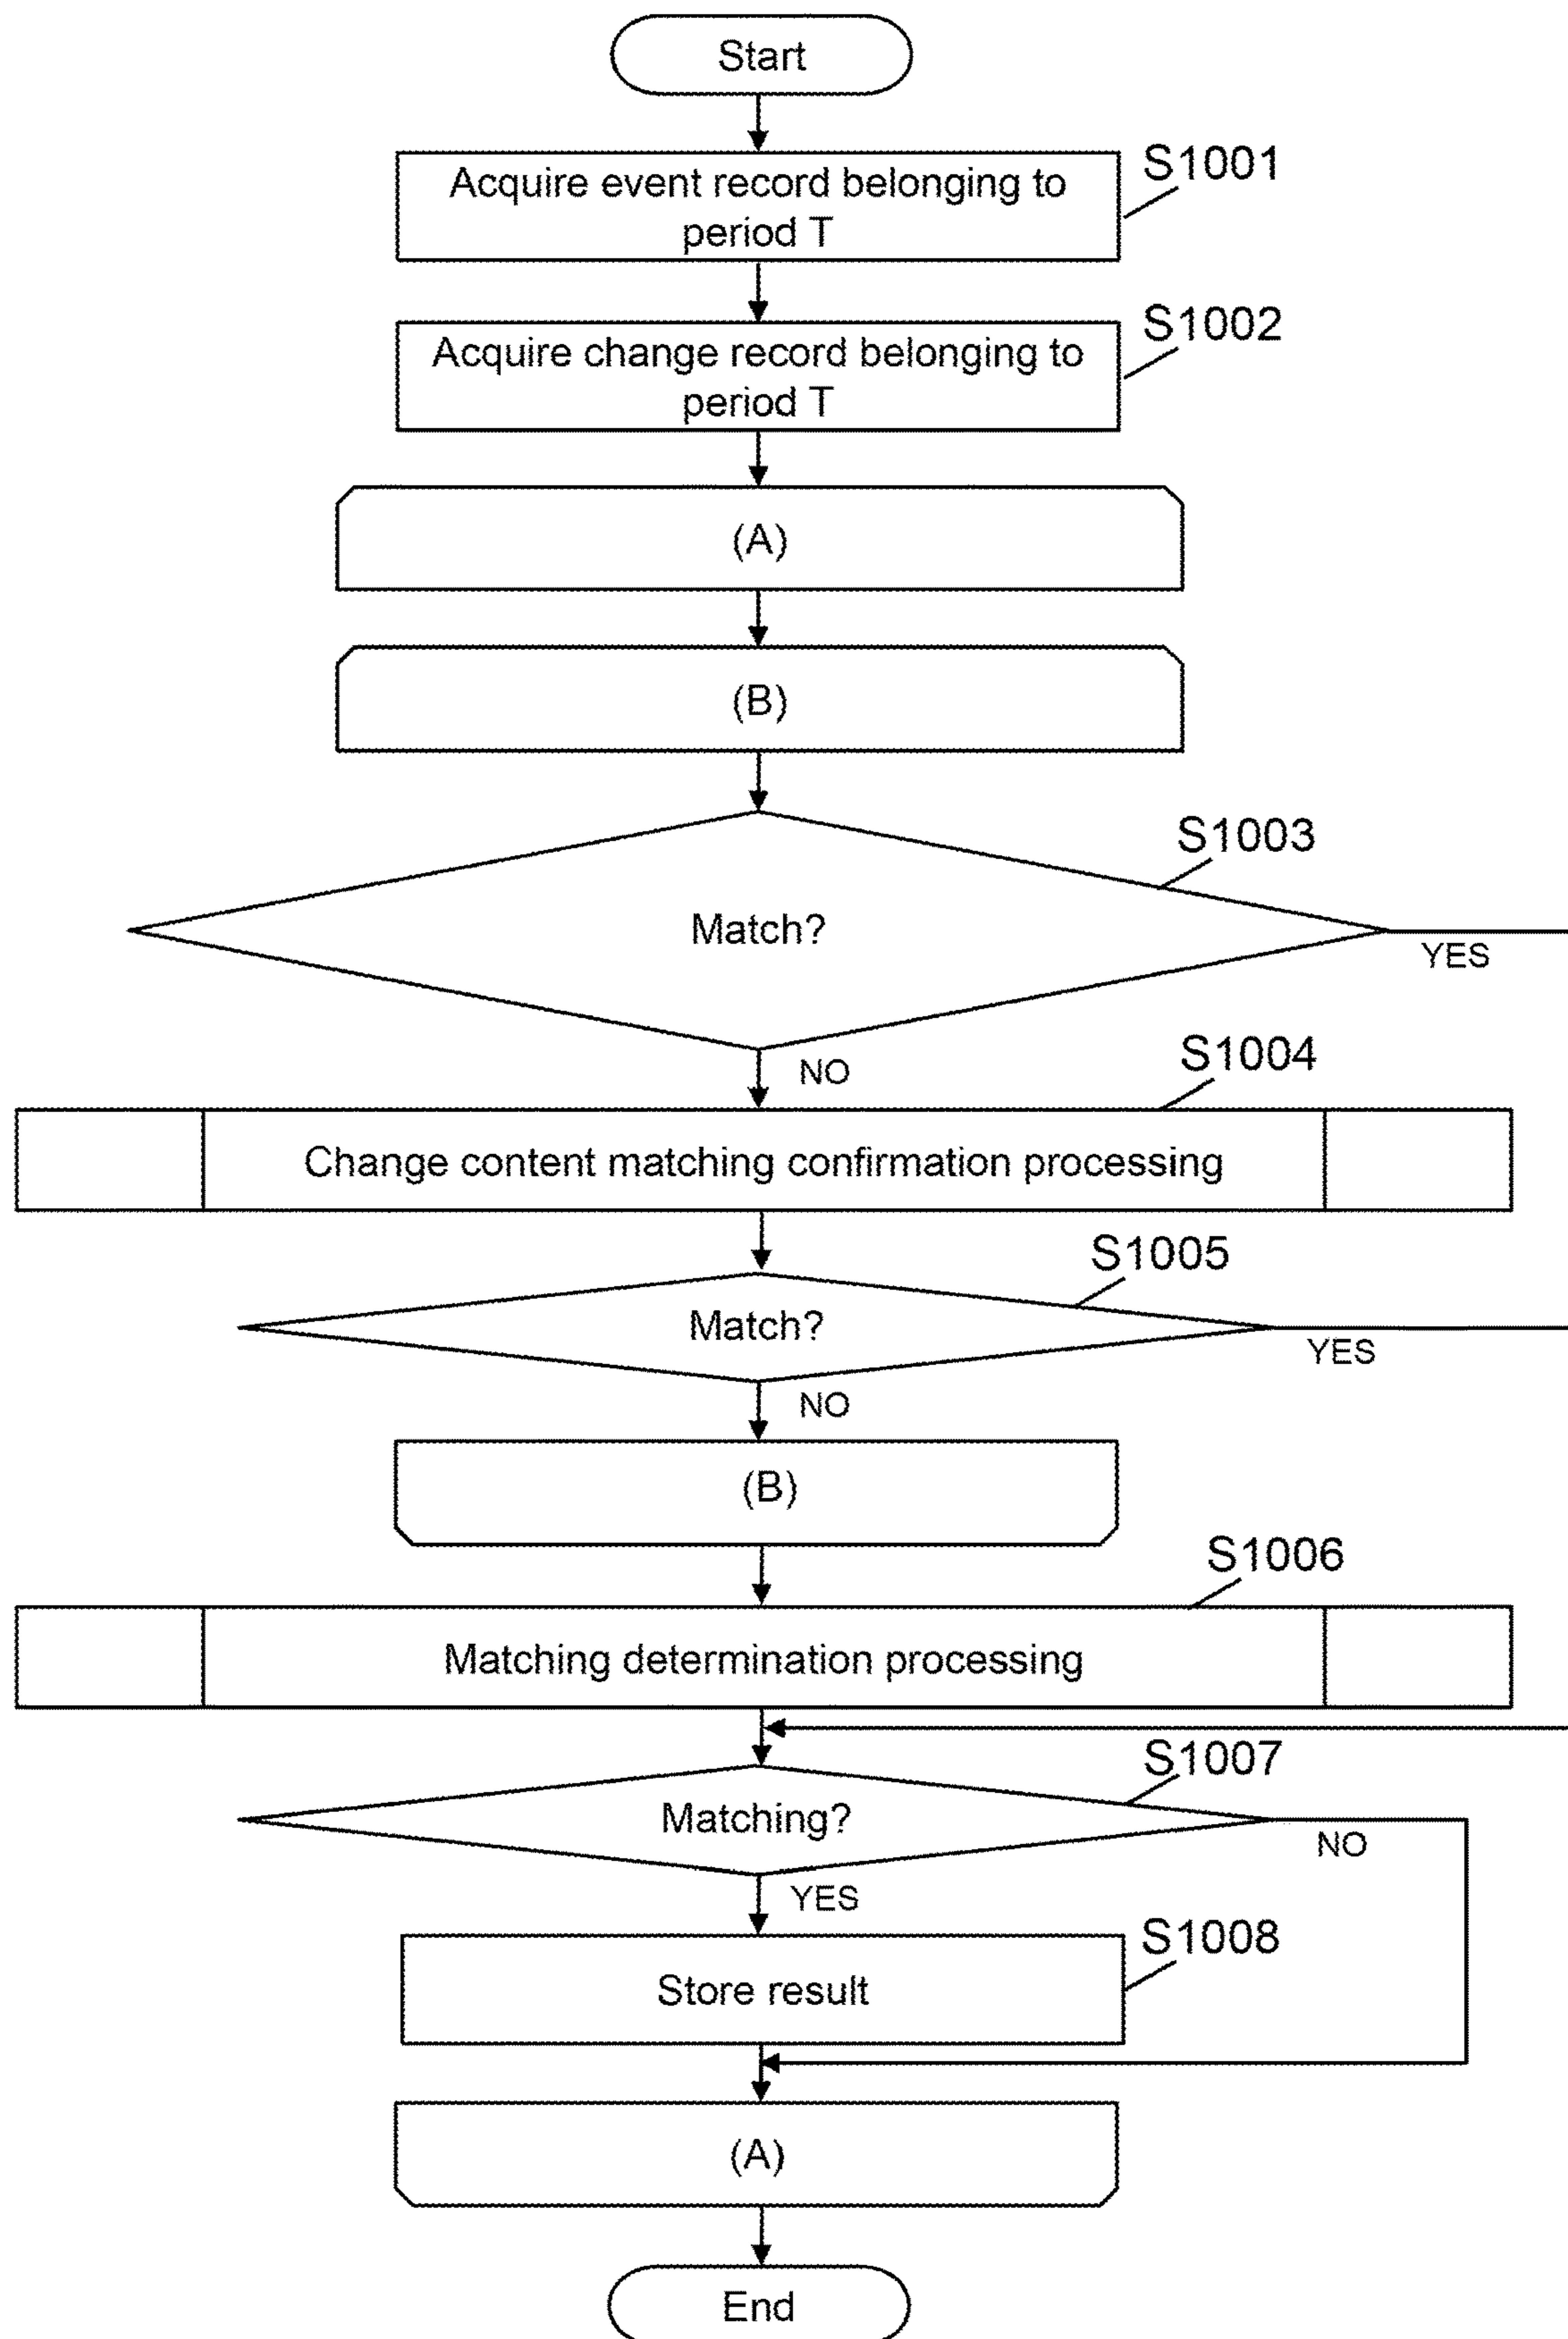 Start
S1001
Acquire event record belonging to
period T
S1002
Acquire change record belonging to
period T
(A)
(B)
S1003
Match?
YES
NO
S1004
Change content matching confirmation processing
S1005
Match?
YES
NO
(B)
S1006
Matching determination processing
S1007
Matching?
NO
YES
S1008
Store result
(A)
End